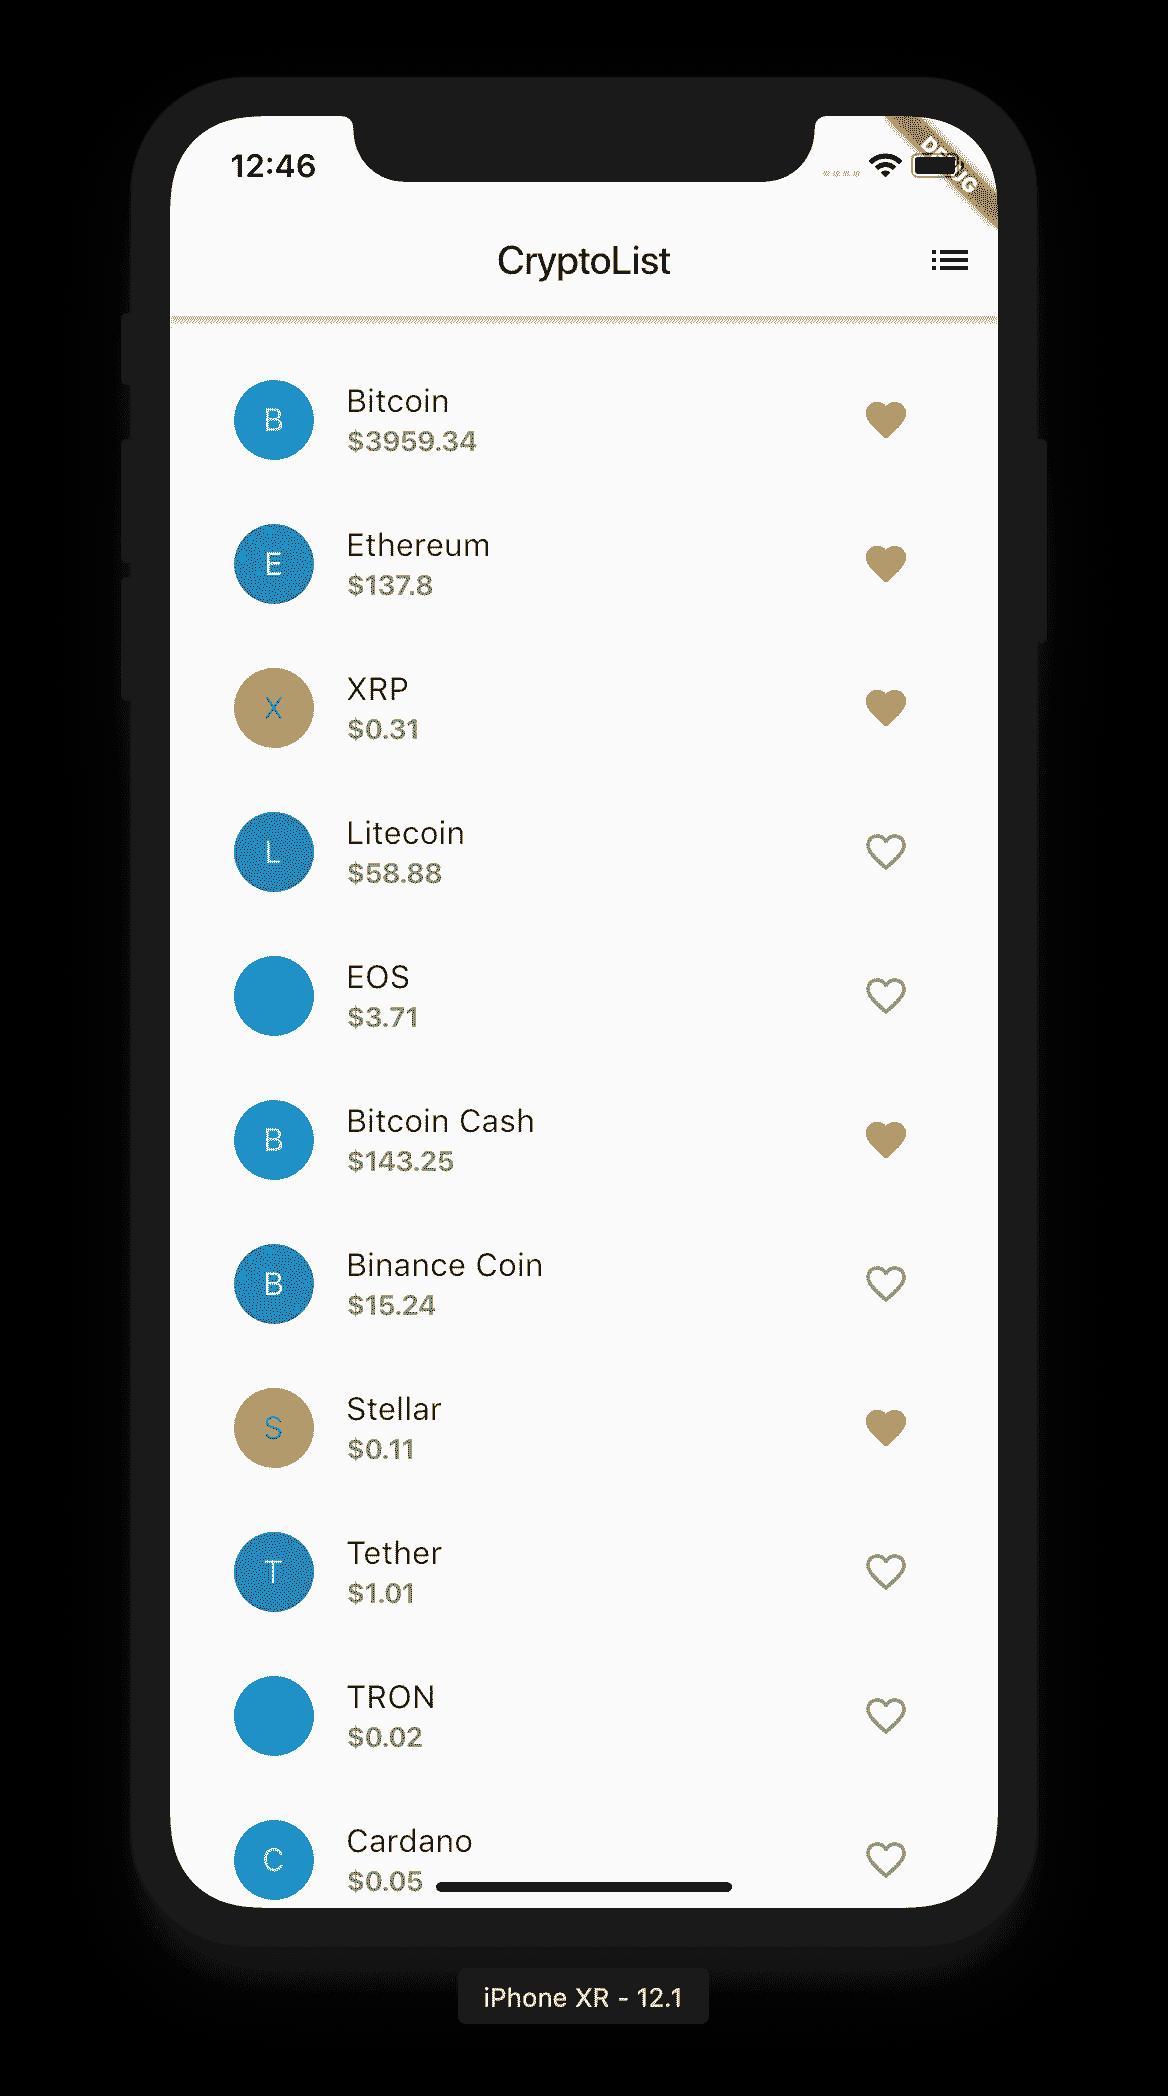 12:46
DEBUG
CryptoList
B
Bitcoin
$3959.34
E
Ethereum
$137.8
X
XRP
$0.31
L
Litecoin
$58.88
EOS
$3.71
B
Bitcoin Cash
$143.25
B
Binance Coin
$15.24
S
Stellar
$0.11
T
Tether
$1.01
TRON
$0.02
C
Cardano
$0.05
iPhone XR - 12.1